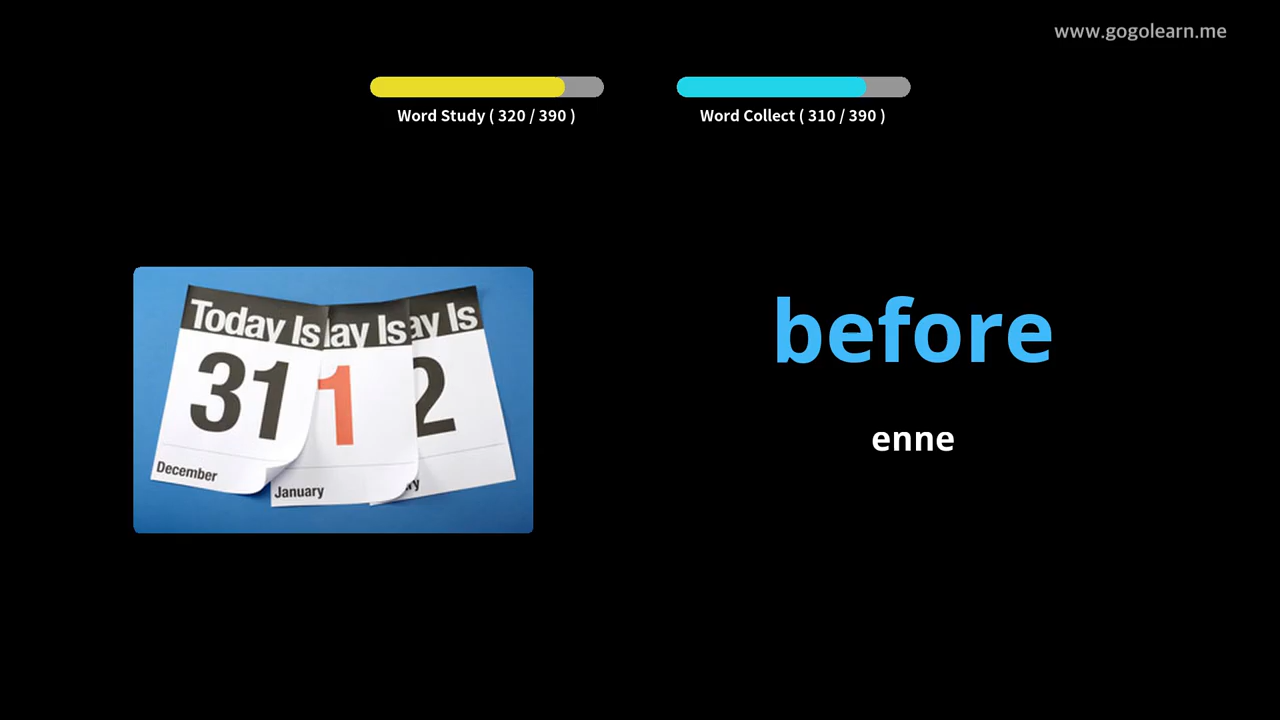 www.gogolearn.me
Word Study ( 320 / 390 )
Word Collect ( 310 / 390 )
Today Is
ay Is
ay Is
31
1
2
December
January
ry
before
enne